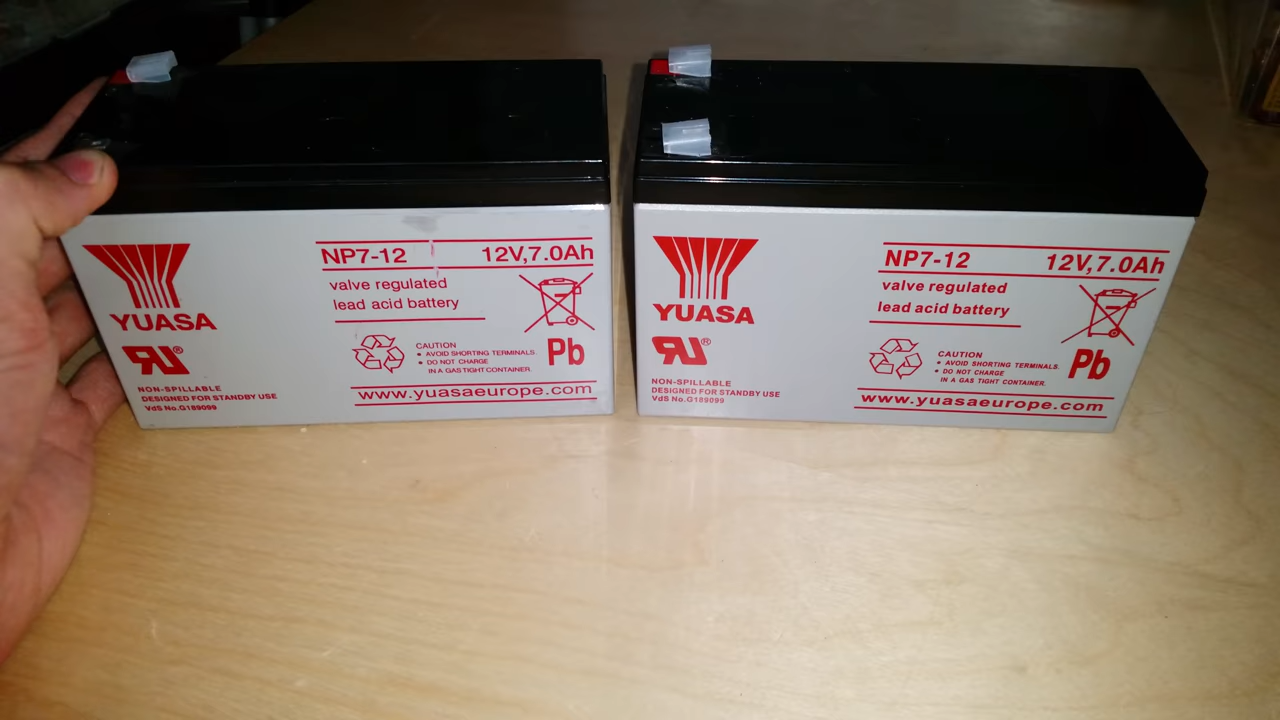 YUASA
RU®
NON-SPILLABLE
DESIGNED FOR STANDBY USE
VdS No.G189099
NP7-12 12V,7.0Ah
valve regulated
lead acid battery
CAUTION
• AVOID SHORTING TERMINALS.
• DO NOT CHARGE
IN A GAS TIGHT CONTAINER.
Pb
www.yuasaeurope.com
YUASA
RU®
NON-SPILLABLE
DESIGNED FOR STANDBY USE
VdS No.G189099
NP7-12 12V,7.0Ah
valve regulated
lead acid battery
CAUTION
• AVOID SHORTING TERMINALS.
• DO NOT CHARGE
IN A GAS TIGHT CONTAINER.
Pb
www.yuasaeurope.com